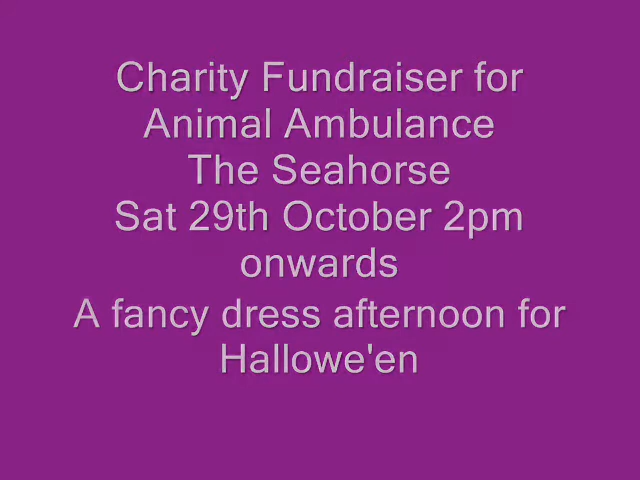 Charity Fundraiser for
Animal Ambulance
The Seahorse
Sat 29th October 2pm
onwards
A fancy dress afternoon for
Hallowe'en